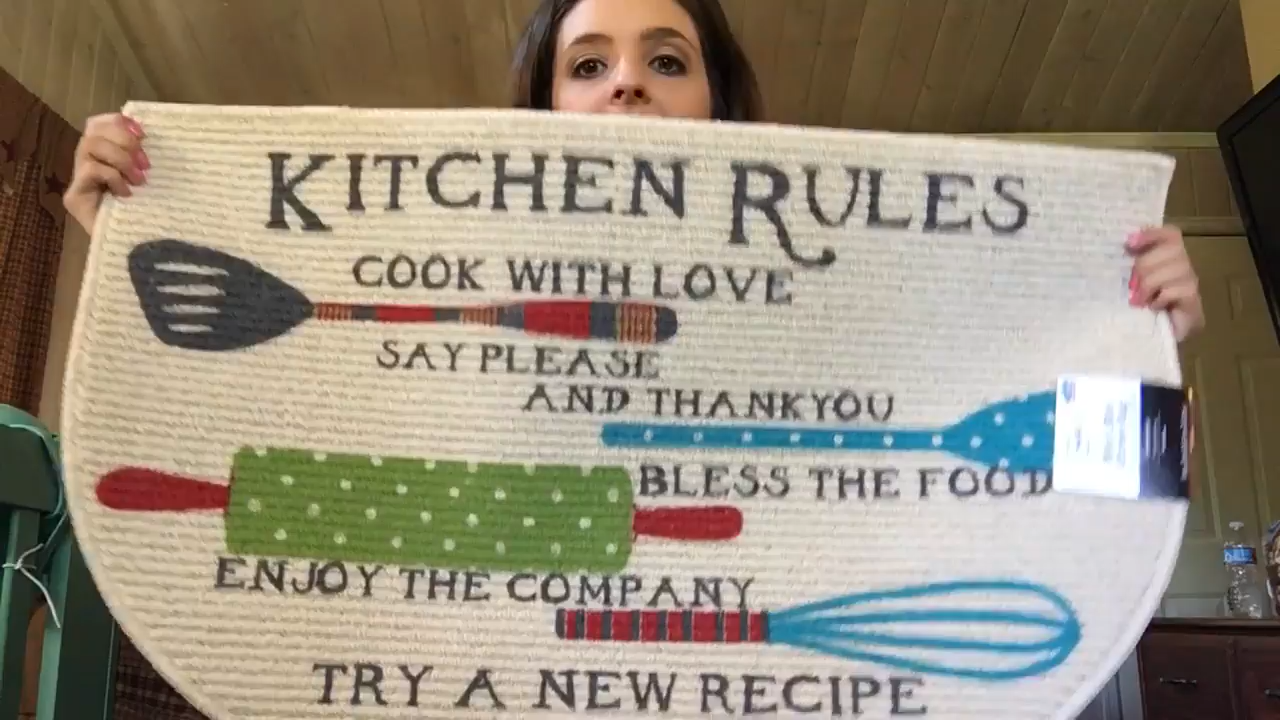 KITCHEN RULES
COOK WITH LOVE
SAY PLEASE
AND THANKYOU
BLESS THE FOOD
ENJOY THE COMPANY
TRY A NEW RECIPE